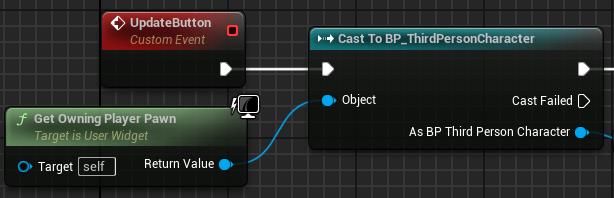 UpdateButton
Custom Event
Cast To BP_ThirdPersonCharacter
Object
Cast Failed
As BP Third Person Character
f Get Owning Player Pawn
Target is User Widget
Target self
Return Value